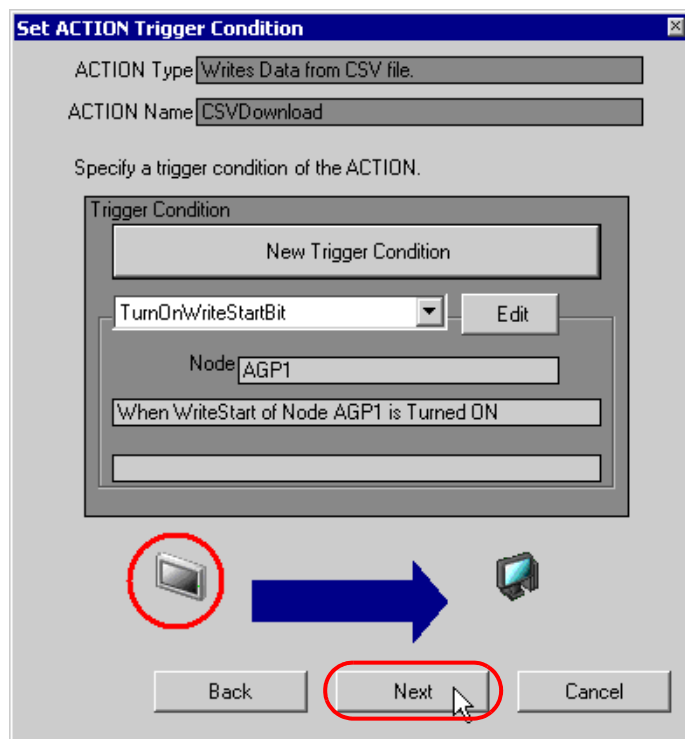 Set ACTION Trigger Condition
ACTION Type Writes Data from CSV file.
ACTION Name CSVDownload
Specify a trigger condition of the ACTION.
Trigger Condition
New Trigger Condition
TurnOnWriteStartBit Edit
Node AGP1
When WriteStart of Node AGP1 is Turned ON
Back Next Cancel